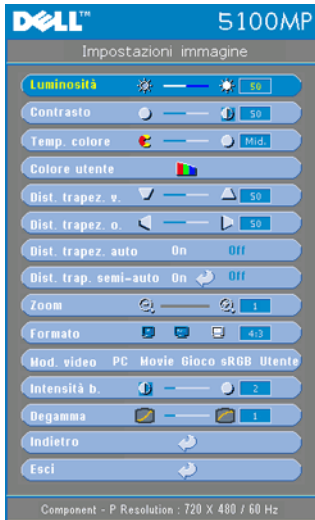 DELL™ 5100MP
Impostazioni immagine
Luminosità 50
Contrasto 50
Temp. colore Mid.
Colore utente
Dist. trapez. v. 50
Dist. trapez. o. 50
Dist. trapez. auto On Off
Dist. trap. semi-auto On Off
Zoom 1
Formato 4:3
Mod. video PC Movie Gioco sRGB Utente
Intensità b. 2
Degamma 1
Indietro
Esci
Component - P Resolution : 720 X 480 / 60 Hz